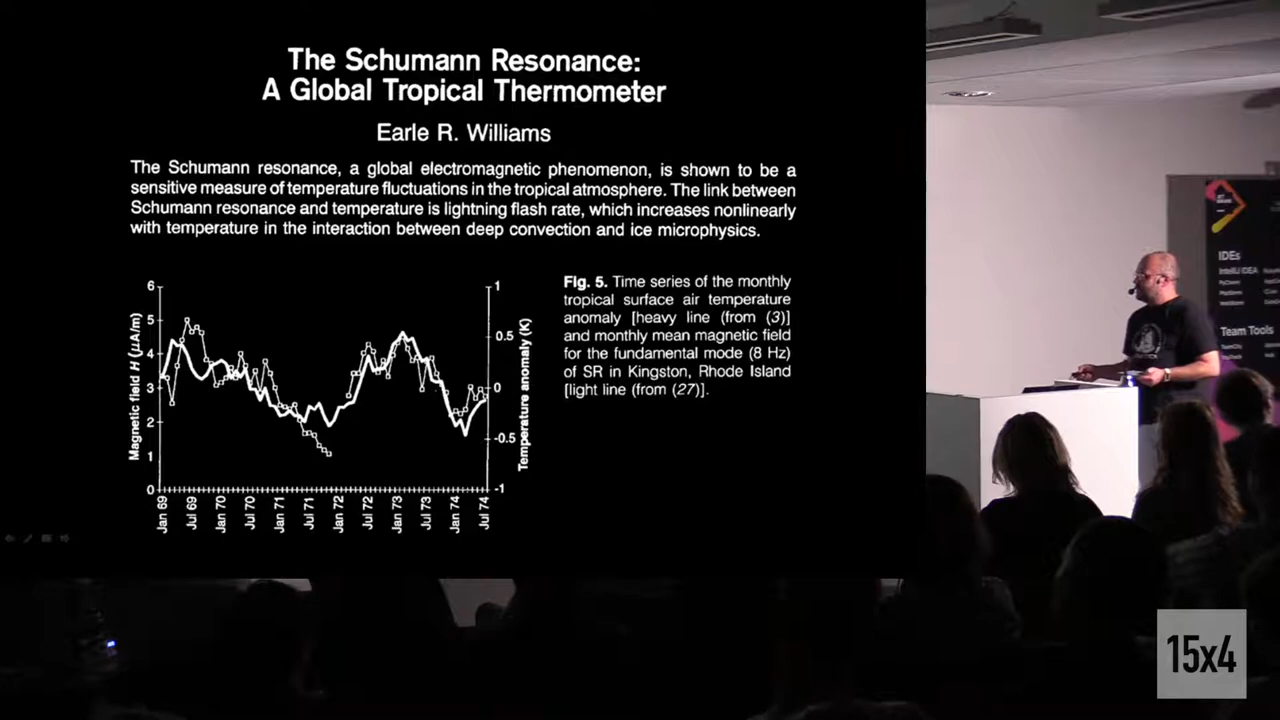 The Schumann Resonance:
A Global Tropical Thermometer
Earle R. Williams
The Schumann resonance, a global electromagnetic phenomenon, is shown to be a
sensitive measure of temperature fluctuations in the tropical atmosphere. The link between
Schumann resonance and temperature is lightning flash rate, which increases nonlinearly
with temperature in the interaction between deep convection and ice microphysics.
Fig. 5. Time series of the monthly
tropical surface air temperature
anomaly [heavy line (from (3)]
and monthly mean magnetic field
for the fundamental mode (8 Hz)
of SR in Kingston, Rhode Island
[light line (from (27)].
Magnetic field H (μA/m)
6
5
4
3
2
1
0
1
0.5
0
-0.5
-1
Temperature anomaly (K)
Jan 69
Jul 69
Jan 70
Jul 70
Jan 71
Jul 71
Jan 72
Jul 72
Jan 73
Jul 73
Jan 74
Jul 74
IDEs
IntelliJ IDEA
Team Tools
15x4